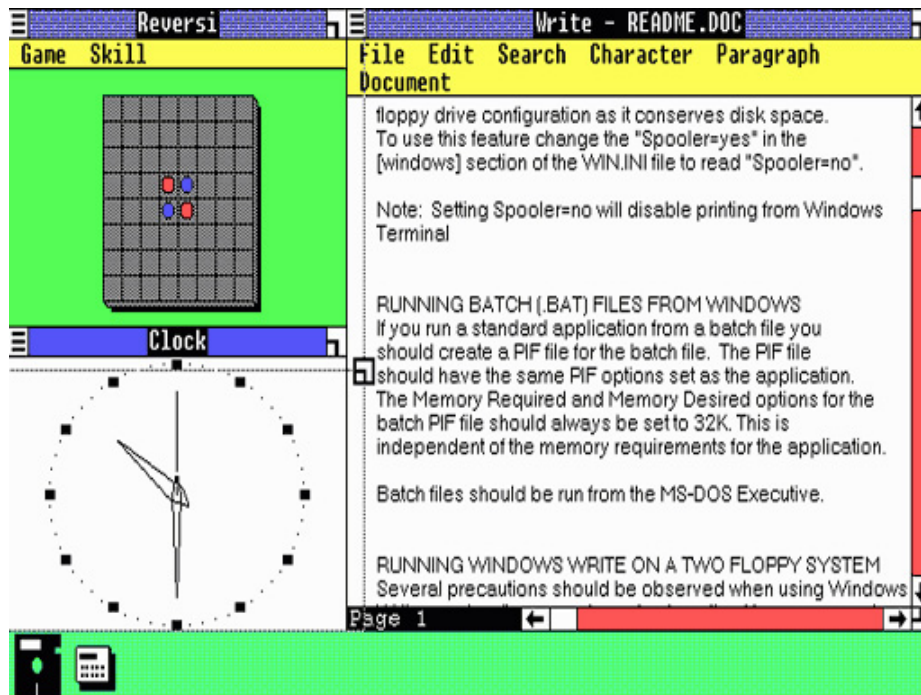 Reversi
Game Skill
Clock
Write - README.DOC
File Edit Search Character Paragraph
Document
floppy drive configuration as it conserves disk space.
To use this feature change the "Spooler=yes" in the
[windows] section of the WIN.INI file to read "Spooler=no".
Note: Setting Spooler=no will disable printing from Windows
Terminal
RUNNING BATCH (.BAT) FILES FROM WINDOWS
If you run a standard application from a batch file you
should create a PIF file for the batch file. The PIF file
should have the same PIF options set as the application.
The Memory Required and Memory Desired options for the
batch PIF file should always be set to 32K. This is
independent of the memory requirements for the application.
Batch files should be run from the MS-DOS Executive.
RUNNING WINDOWS WRITE ON A TWO FLOPPY SYSTEM
Several precautions should be observed when using Windows
Page 1